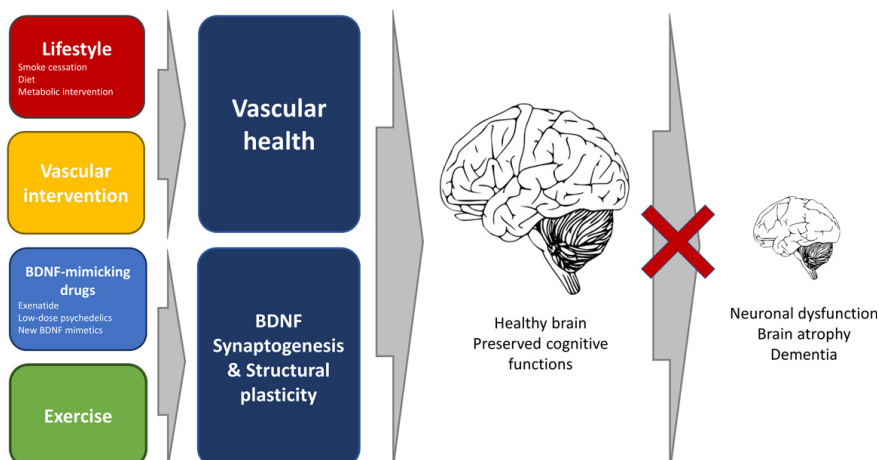 Lifestyle
Smoke cessation
Diet
Metabolic intervention
Vascular
intervention
BDNF-mimicking
drugs
Exenatide
Low-dose psychedelics
New BDNF mimetics
Exercise
Vascular
health
BDNF
Synaptogenesis
& Structural
plasticity
Healthy brain
Preserved cognitive
functions
Neuronal dysfunction
Brain atrophy
Dementia